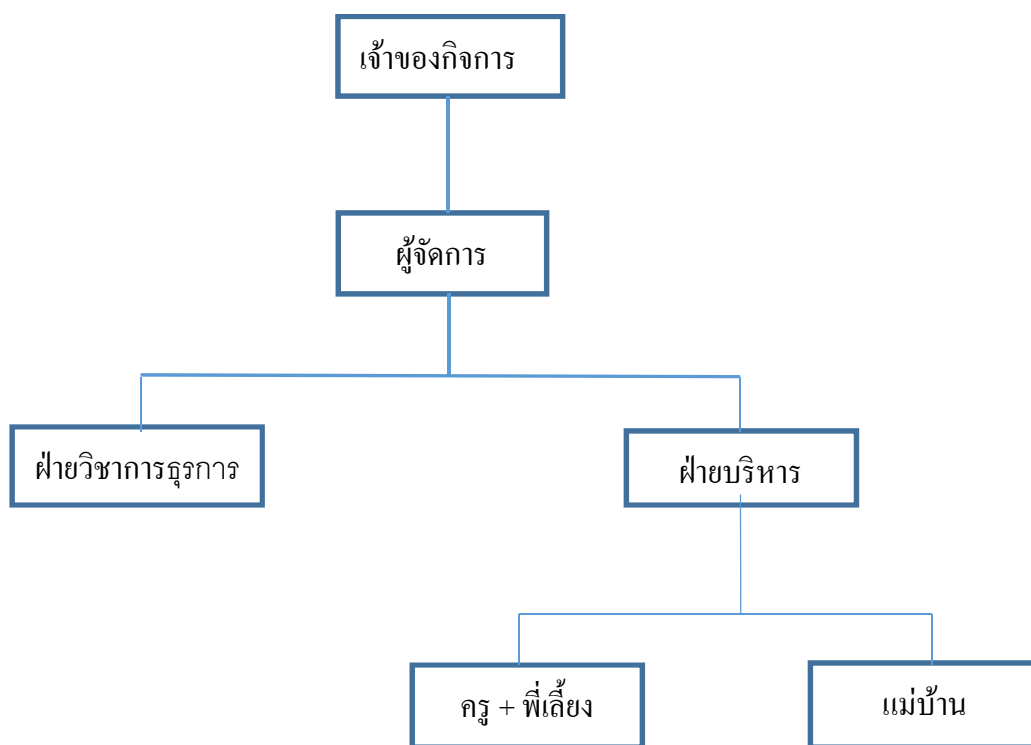 เจ้าของกิจการ
ผู้จัดการ
ฝ่ายวิชาการธุรการ
ฝ่ายบริหาร
ครู + พี่เลี้ยง
แม่บ้าน